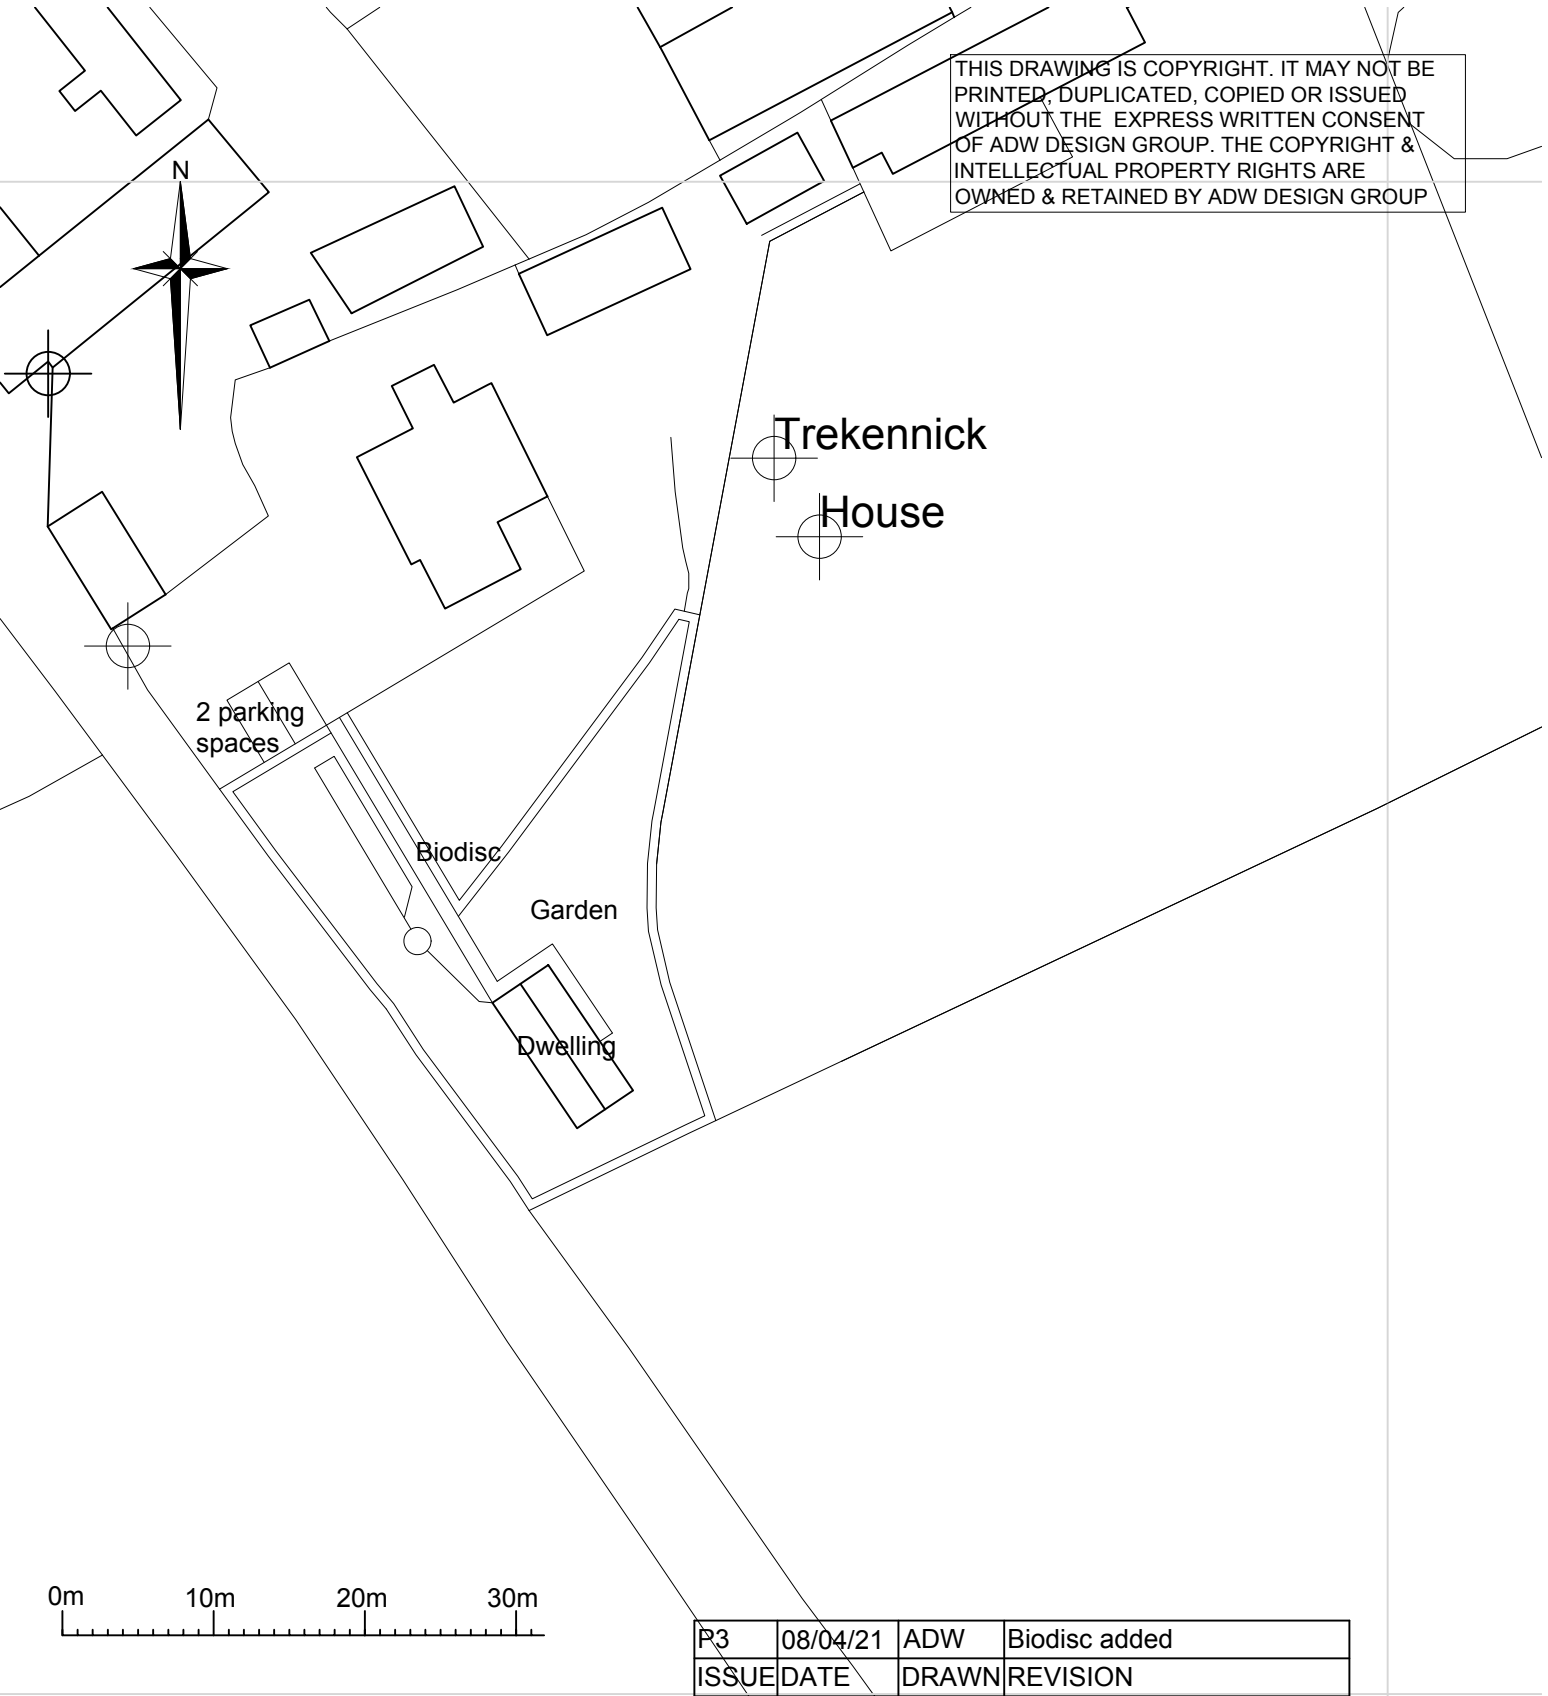 THIS DRAWING IS COPYRIGHT. IT MAY NOT BE
PRINTED, DUPLICATED, COPIED OR ISSUED
WITHOUT THE EXPRESS WRITTEN CONSENT
OF ADW DESIGN GROUP. THE COPYRIGHT &
INTELLECTUAL PROPERTY RIGHTS ARE
OWNED & RETAINED BY ADW DESIGN GROUP
N
Trekennick
House
2 parking
spaces
Biodisc
Garden
Dwelling
0m 10m 20m 30m
P3 08/04/21 ADW Biodisc added
ISSUE DATE DRAWN REVISION